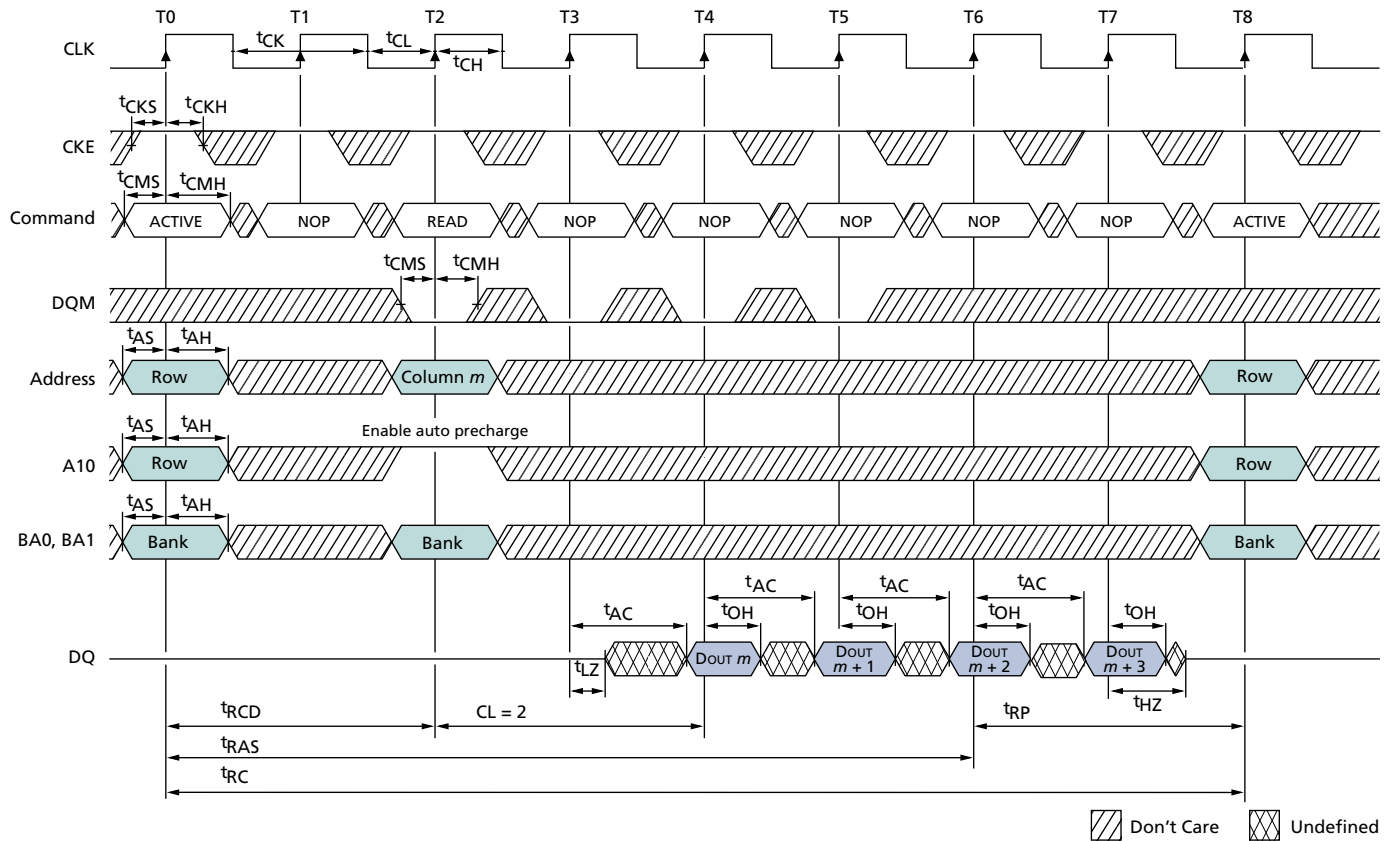 T0 T1 T2 T3 T4 T5 T6 T7 T8
CLK
tCK tCL
tCH
tCKS tCKH
CKE
tCMS tCMH
Command ACTIVE NOP READ NOP NOP NOP NOP NOP ACTIVE
tCMS tCMH
DQM
tAS tAH
Address Row Column m Row
tAS tAH Enable auto precharge
A10 Row Row
tAS tAH
BA0, BA1 Bank Bank Bank
tAC tAC tAC
tAC tOH tOH tOH tOH
DQ DOUT m DOUT m + 1 DOUT m + 2 DOUT m + 3
tLZ tHZ
tRCD CL = 2 tRP
tRAS
tRC
Don't Care Undefined